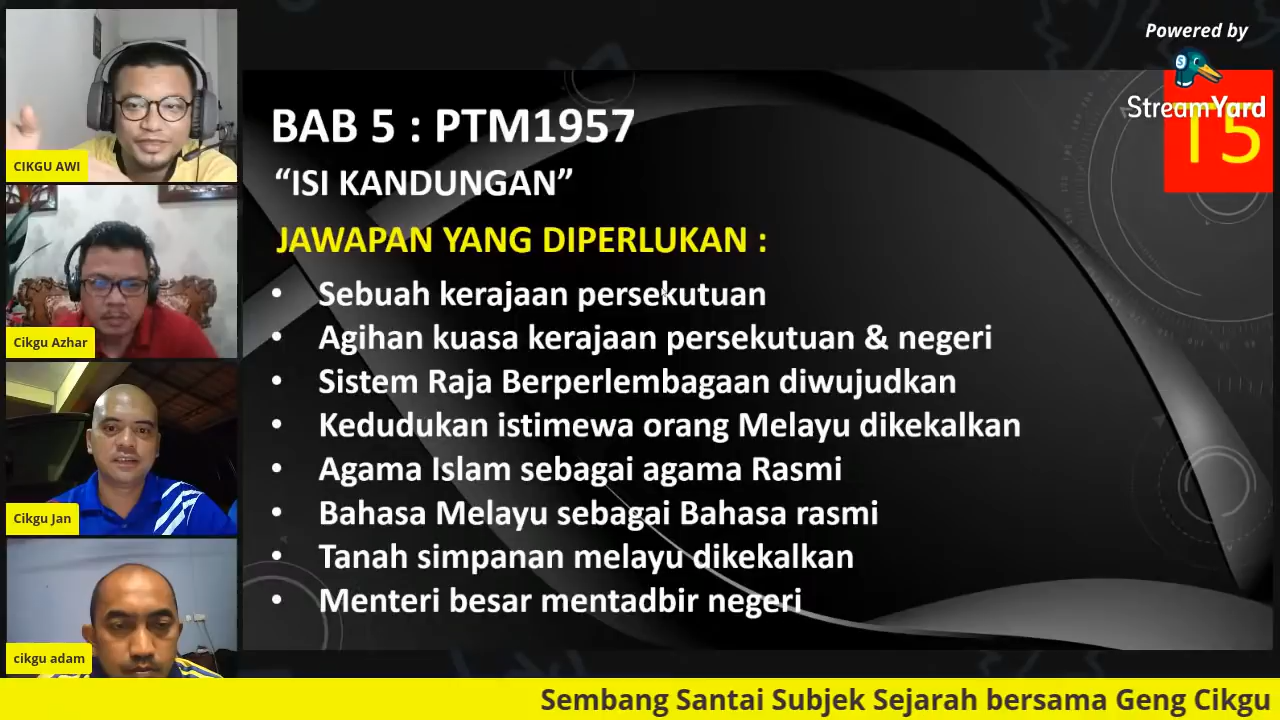 Powered by
StreamYard
T5
BAB 5 : PTM1957
“ISI KANDUNGAN”
JAWAPAN YANG DIPERLUKAN :
• Sebuah kerajaan persekutuan
• Agihan kuasa kerajaan persekutuan & negeri
• Sistem Raja Berperlembagaan diwujudkan
• Kedudukan istimewa orang Melayu dikekalkan
• Agama Islam sebagai agama Rasmi
• Bahasa Melayu sebagai Bahasa rasmi
• Tanah simpanan melayu dikekalkan
• Menteri besar mentadbir negeri
CIKGU AWI
Cikgu Azhar
Cikgu Jan
cikgu adam
Sembang Santai Subjek Sejarah bersama Geng Cikgu